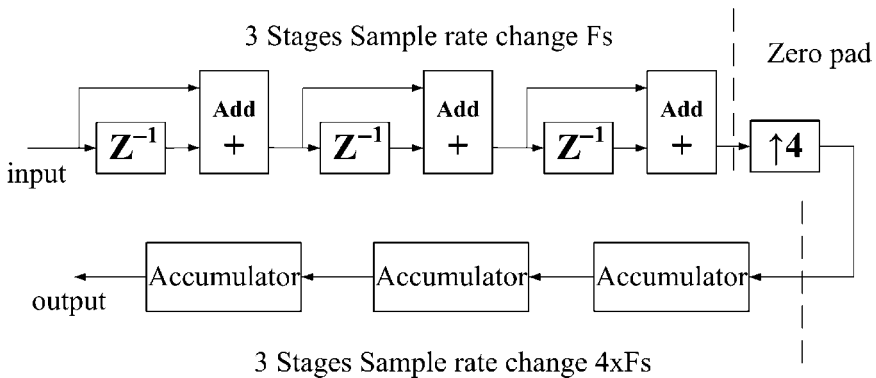 3 Stages Sample rate change Fs
Zero pad
Add
+
Add
+
Add
+
Z⁻¹
Z⁻¹
Z⁻¹
↑4
input
Accumulator
Accumulator
Accumulator
output
3 Stages Sample rate change 4xFs